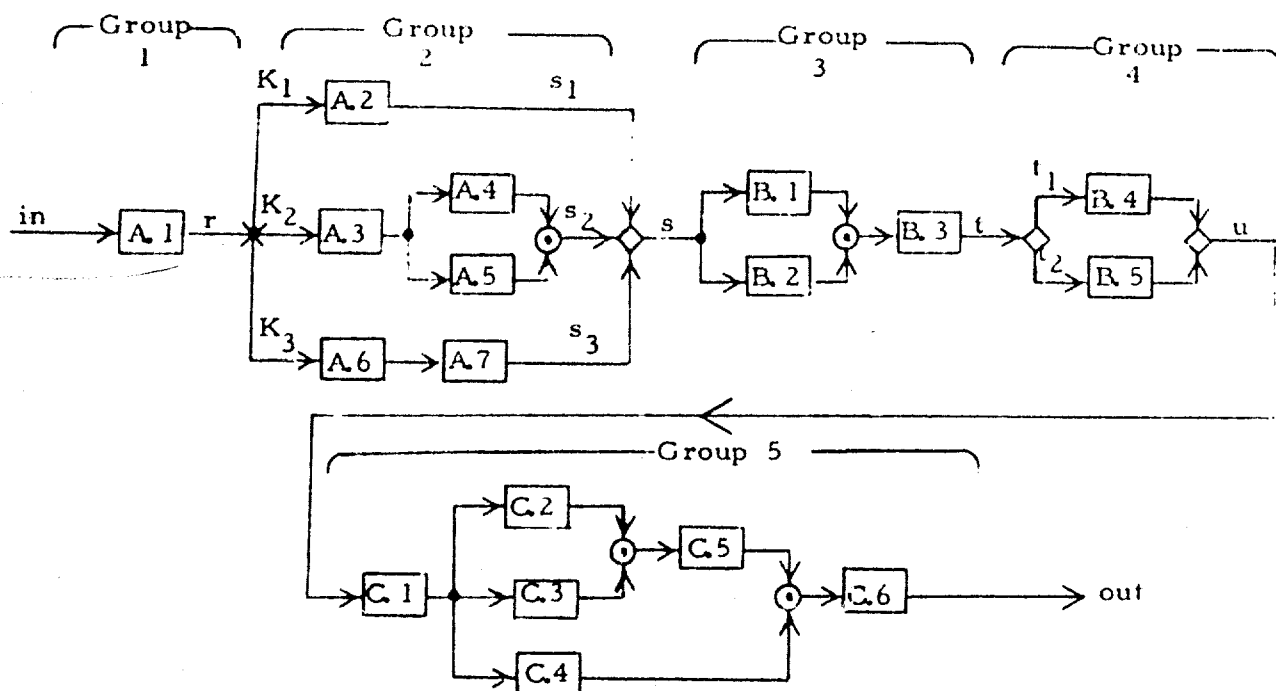 Group 1
Group 2
Group 3
Group 4
K1
A.2
s1
in
A.1
r
K2
A.3
A.4
A.5
s2
s
B.1
B.2
B.3
t
t1
B.4
t2
B.5
u
K3
A.6
A.7
s3
Group 5
C.1
C.2
C.3
C.4
C.5
C.6
out